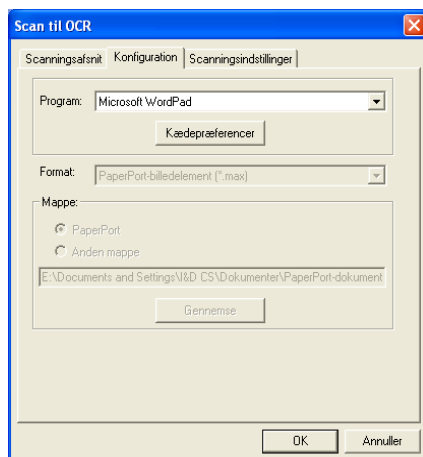 Scan til OCR
Scanningsafsnit Konfiguration Scanningsindstillinger
Program: Microsoft WordPad
Kædepræferencer
Format: PaperPort-billedelement (*.max)
Mappe:
PaperPort
Anden mappe
E:\Documents and Settings\I&D CS\Dokumenter\PaperPort-dokument
Gennemse
OK Annuller